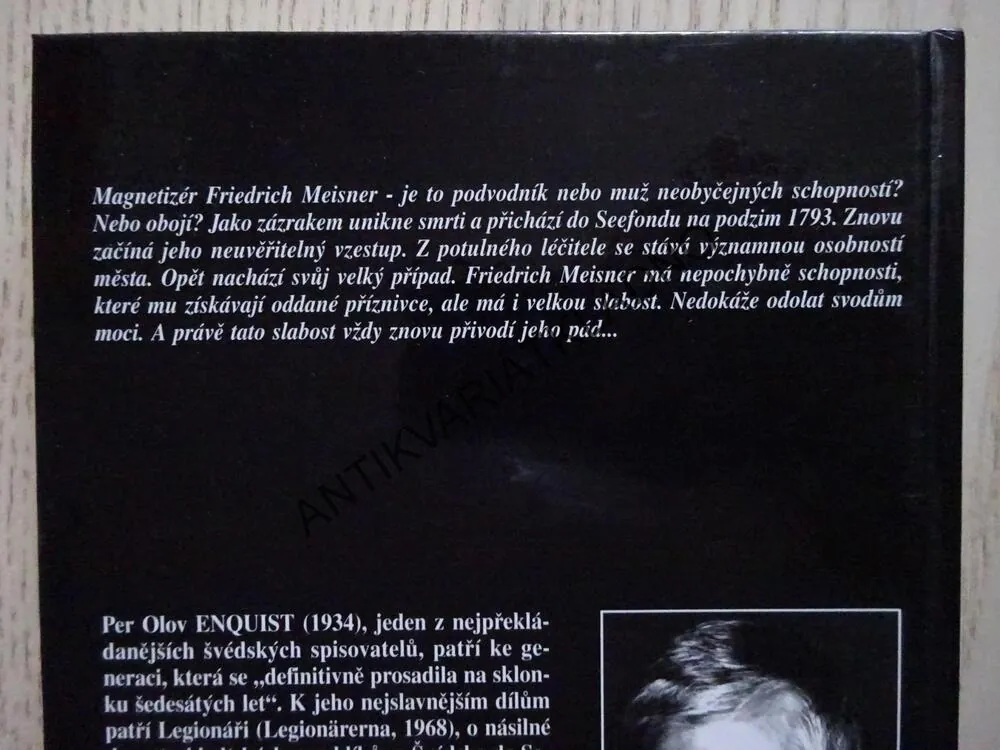 Magnetizér Friedrich Meisner - je to podvodník nebo muž neobyčejných schopností?
Nebo obojí? Jako zázrakem unikne smrti a přichází do Seefondu na podzim 1793. Znovu
začíná jeho neuvěřitelný vzestup. Z potulného léčitele se stává významnou osobností
města. Opět nachází svůj velký případ. Friedrich Meisner má nepochybně schopnosti,
které mu získávají oddané příznivce, ale má i velkou slabost. Nedokáže odolat svodům
moci. A právě tato slabost vždy znovu přivodí jeho pád...
Per Olov ENQUIST (1934), jeden z nejpřeklá-
danějších švédských spisovatelů, patří ke ge-
neraci, která se „definitivně prosadila na sklon-
ku šedesátých let“. K jeho nejslavnějším dílům
patří Legionáři (Legionärerna, 1968), o násilné